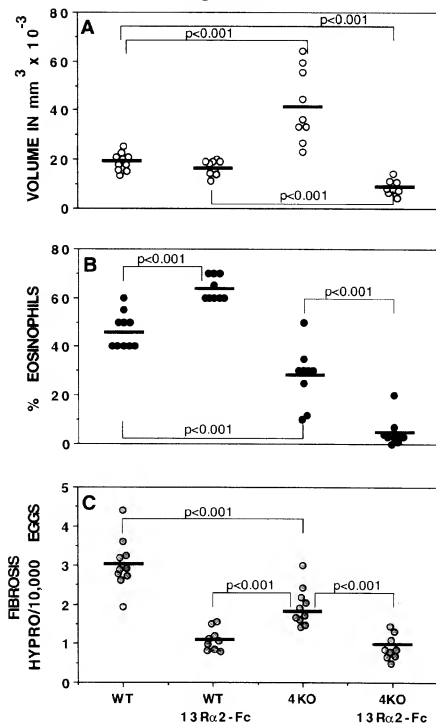 A
VOLUME IN mm 3 x 10-3
80
60
40
20
0
p<0.001
p<0.001
p<0.001
B
% EOSINOPHILS
80
60
40
20
0
p<0.001
p<0.001
p<0.001
C
FIBROSIS
HYPRO/10,000 EGGS
5
4
3
2
1
0
p<0.001
p<0.001
p<0.001
WT
WT
13Rα2-Fc
4KO
4KO
13Rα2-Fc